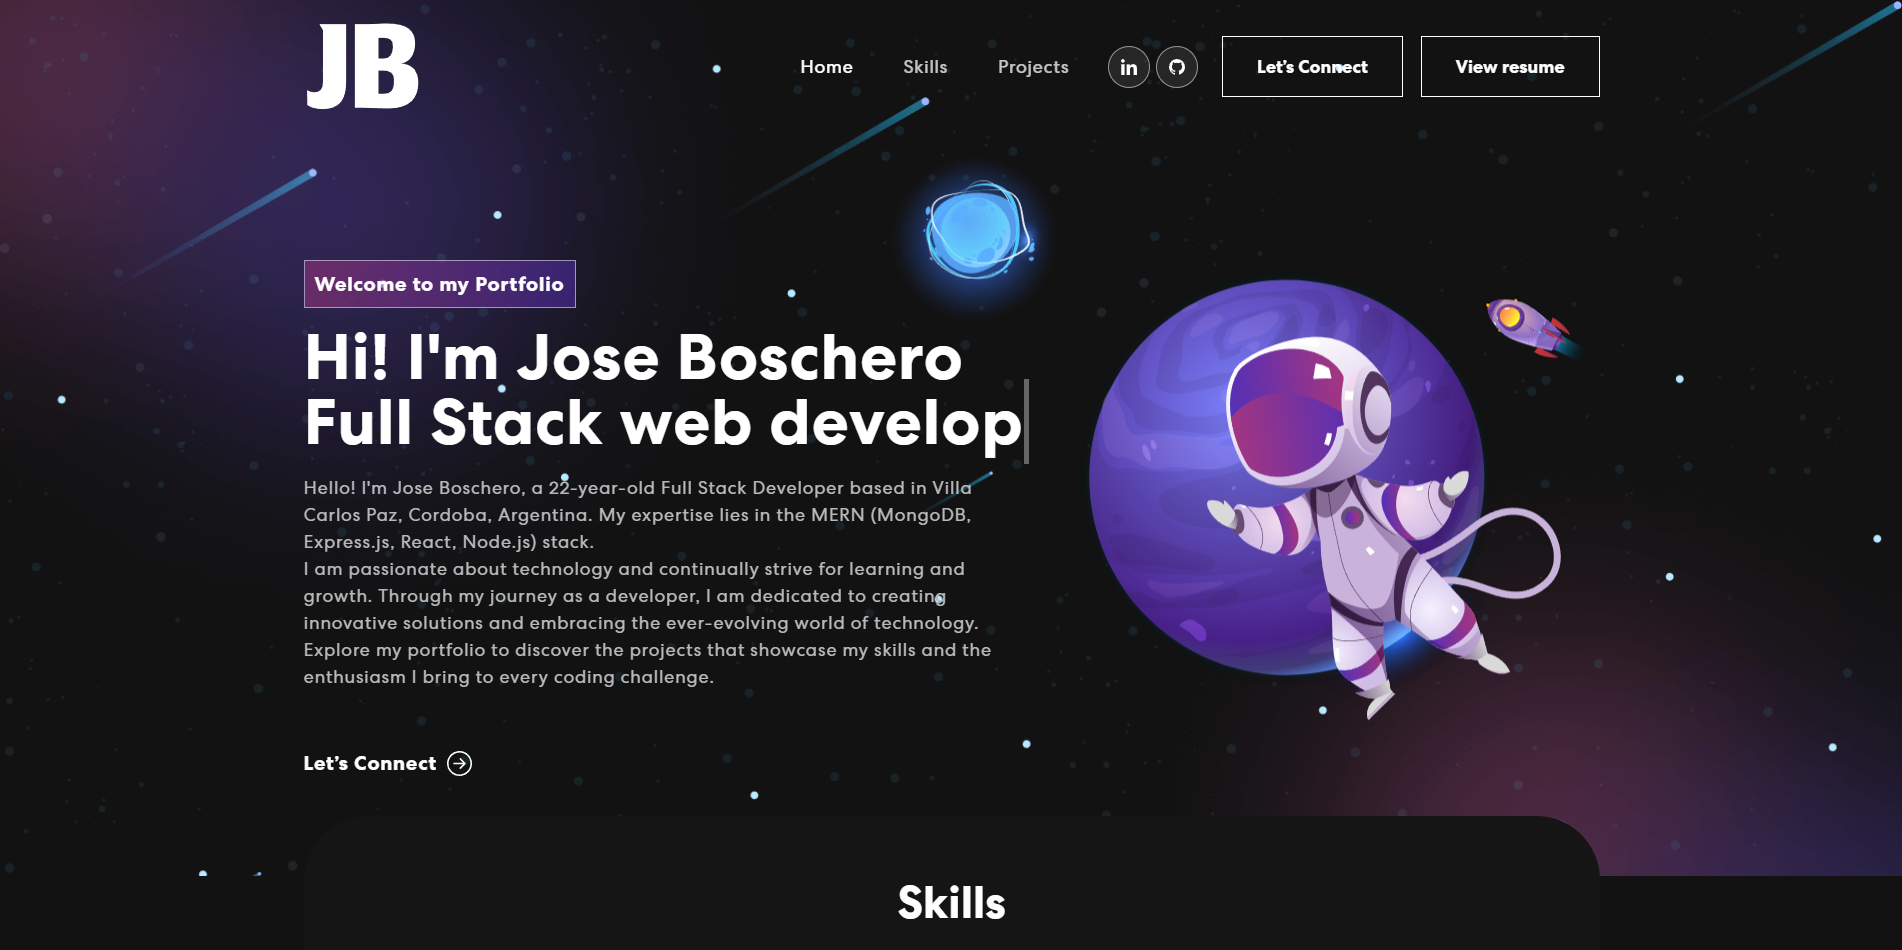 JB
Home Skills Projects in Let's Connect View resume
Welcome to my Portfolio
Hi! I'm Jose Boschero
Full Stack web develop
Hello! I'm Jose Boschero, a 22-year-old Full Stack Developer based in Villa
Carlos Paz, Cordoba, Argentina. My expertise lies in the MERN (MongoDB,
Express.js, React, Node.js) stack.
I am passionate about technology and continually strive for learning and
growth. Through my journey as a developer, I am dedicated to creating
innovative solutions and embracing the ever-evolving world of technology.
Explore my portfolio to discover the projects that showcase my skills and the
enthusiasm I bring to every coding challenge.
Let’s Connect
Skills